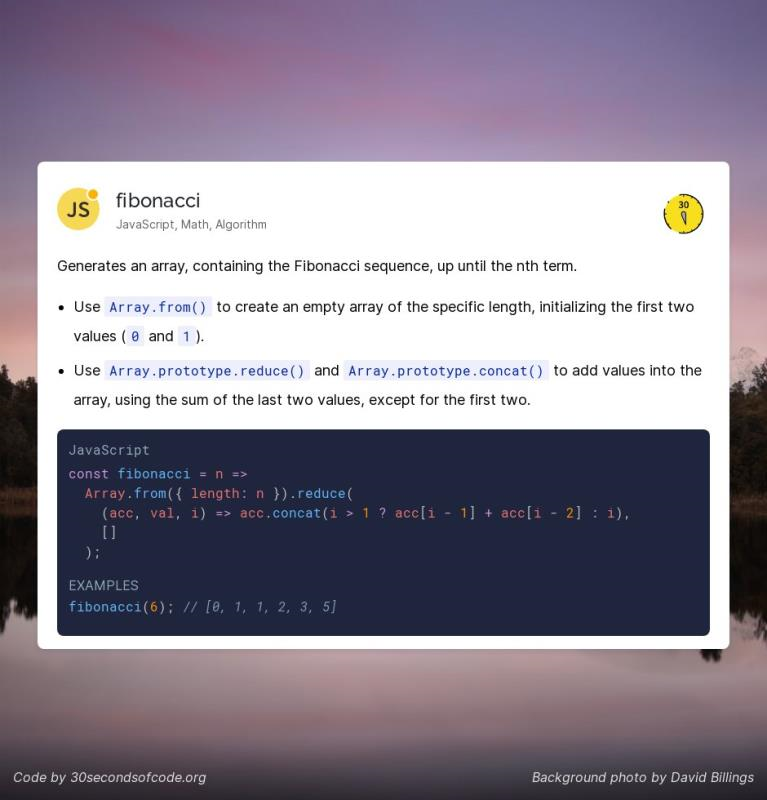 JS
fibonacci
JavaScript, Math, Algorithm
30
Generates an array, containing the Fibonacci sequence, up until the nth term.
• Use Array.from() to create an empty array of the specific length, initializing the first two
values ( 0 and 1 ).
• Use Array.prototype.reduce() and Array.prototype.concat() to add values into the
array, using the sum of the last two values, except for the first two.
JavaScript
const fibonacci = n =>
  Array.from({ length: n }).reduce(
    (acc, val, i) => acc.concat(i > 1 ? acc[i - 1] + acc[i - 2] : i),
    []
  );
EXAMPLES
fibonacci(6); // [0, 1, 1, 2, 3, 5]
Code by 30secondsofcode.org
Background photo by David Billings